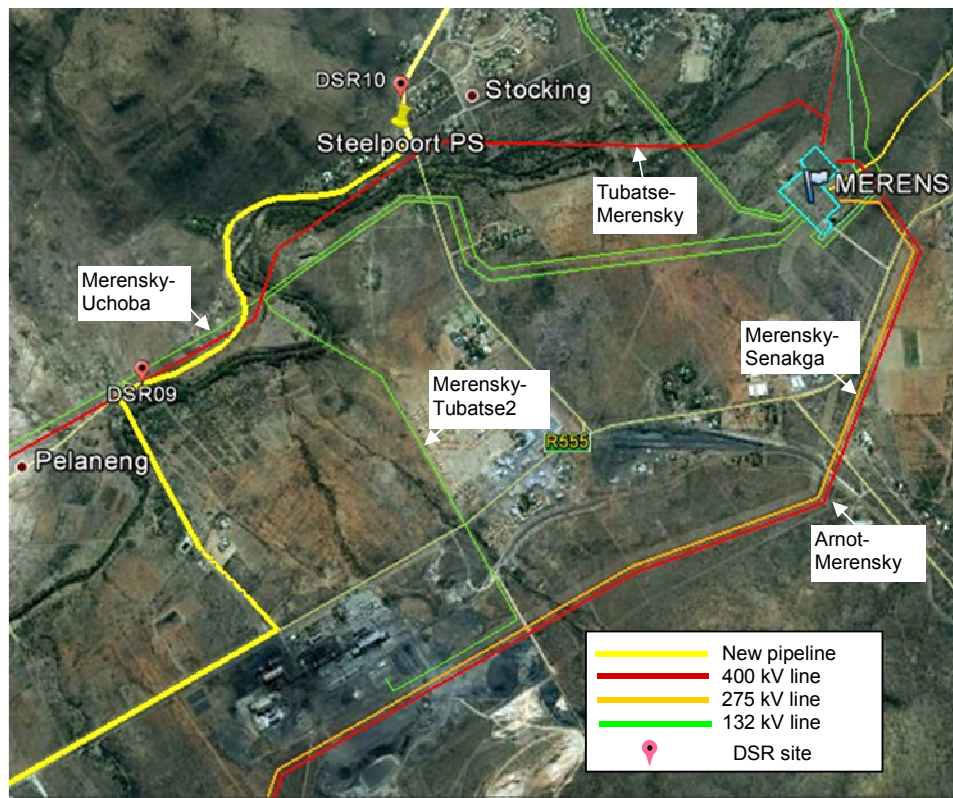 DSR10
Stocking
Steelpoort PS
MERENS
Tubatse-
Merensky
Merensky-
Uchoba
Merensky-
Senakga
DSR09
Merensky-
Tubatse2
R555
Pelaneng
Arnot-
Merensky
New pipeline
400 kV line
275 kV line
132 kV line
DSR site